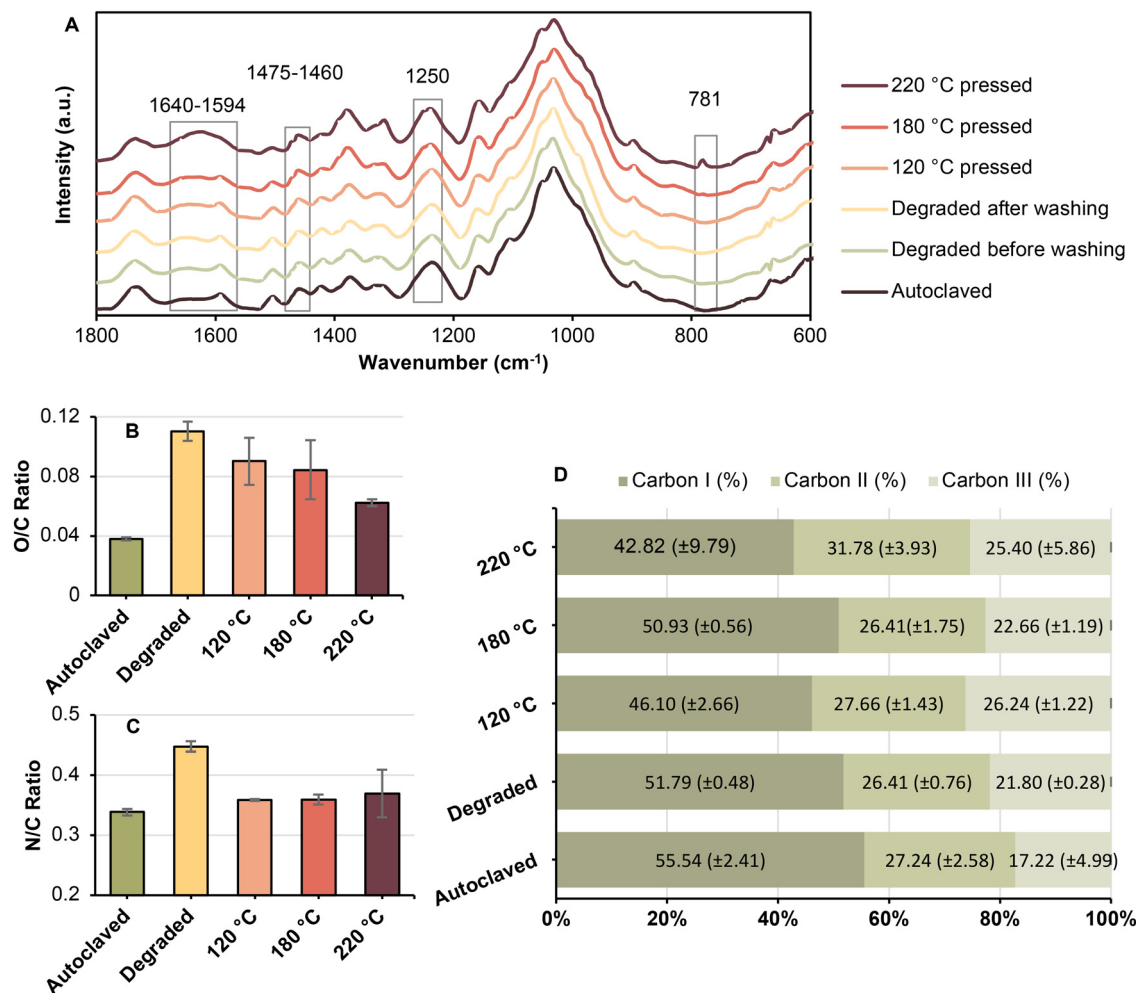 A
1640-1594
1475-1460
1250
781
Intensity (a.u.)
1800
1600
1400
1200
1000
800
600
Wavenumber (cm⁻¹)
220 °C pressed
180 °C pressed
120 °C pressed
Degraded after washing
Degraded before washing
Autoclaved
B
O/C Ratio
0.12
0.08
0.04
0
Autoclaved
Degraded
120 °C
180 °C
220 °C
C
N/C Ratio
0.5
0.4
0.3
0.2
Autoclaved
Degraded
120 °C
180 °C
220 °C
D
Carbon I (%) Carbon II (%) Carbon III (%)
220 °C
42.82 (±9.79) 31.78 (±3.93) 25.40 (±5.86)
180 °C
50.93 (±0.56) 26.41(±1.75) 22.66 (±1.19)
120 °C
46.10 (±2.66) 27.66 (±1.43) 26.24 (±1.22)
Degraded
51.79 (±0.48) 26.41 (±0.76) 21.80 (±0.28)
Autoclaved
55.54 (±2.41) 27.24 (±2.58) 17.22 (±4.99)
0% 20% 40% 60% 80% 100%